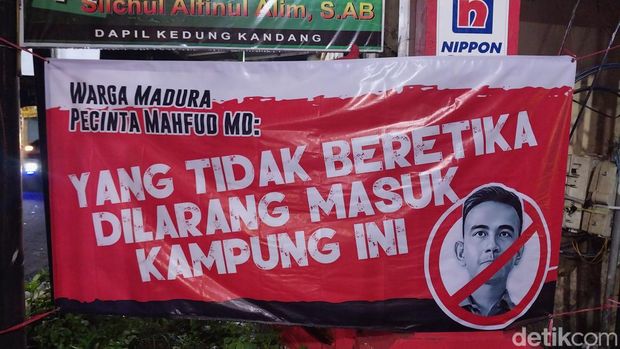 Silchul Alfinul Alim, S.AB
DAPIL KEDUNG KANDANG
n
NIPPON
WARGA MADURA
PECINTA MAHFUD MD:
YANG TIDAK BERETIKA
DILARANG MASUK
KAMPUNG INI
detikcom